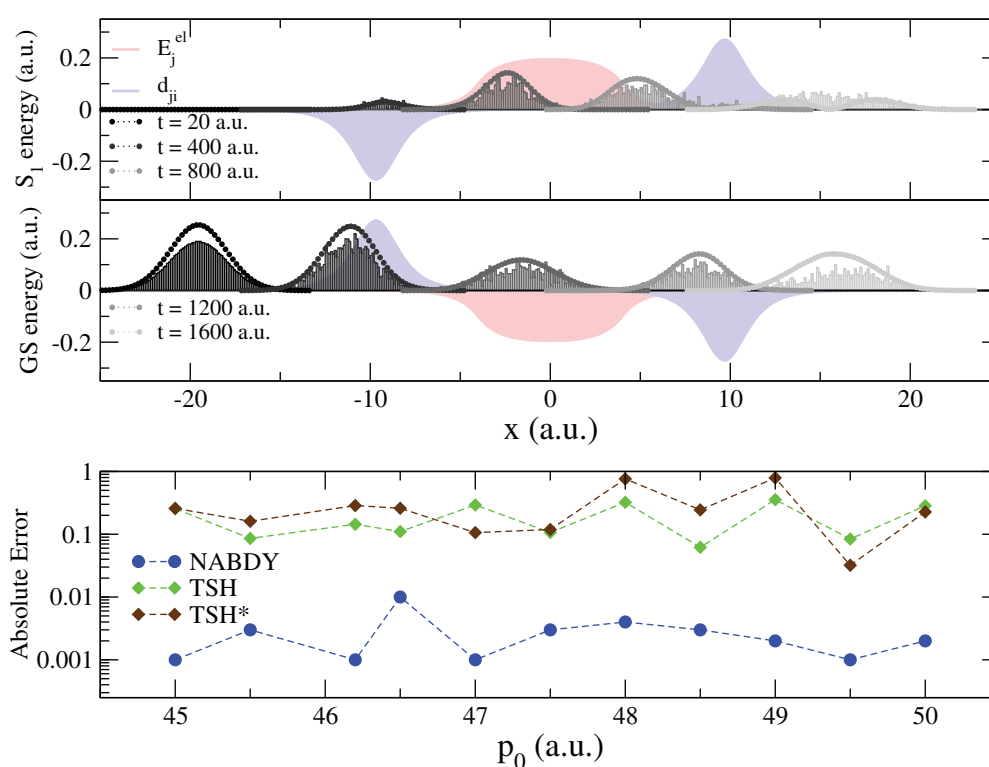 S_1 energy (a.u.)
0.2
0
-0.2
E_j^el
d_ji
t = 20 a.u.
t = 400 a.u.
t = 800 a.u.
GS energy (a.u.)
0.2
0
-0.2
t = 1200 a.u.
t = 1600 a.u.
-20 -10 0 10 20
x (a.u.)
Absolute Error
1
0.1
0.01
0.001
NABDY
TSH
TSH*
45 46 47 48 49 50
p_0 (a.u.)